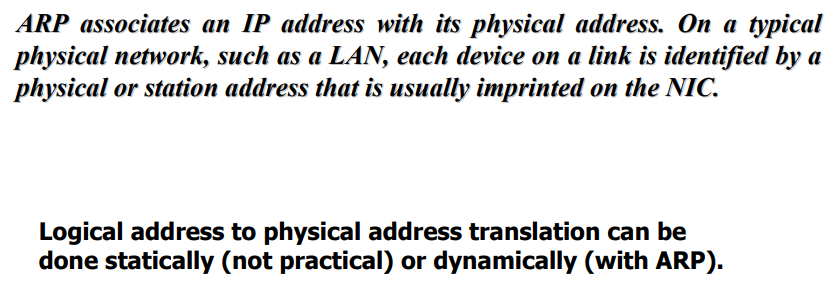 ARP associates an IP address with its physical address. On a typical
physical network, such as a LAN, each device on a link is identified by a
physical or station address that is usually imprinted on the NIC.
Logical address to physical address translation can be
done statically (not practical) or dynamically (with ARP).